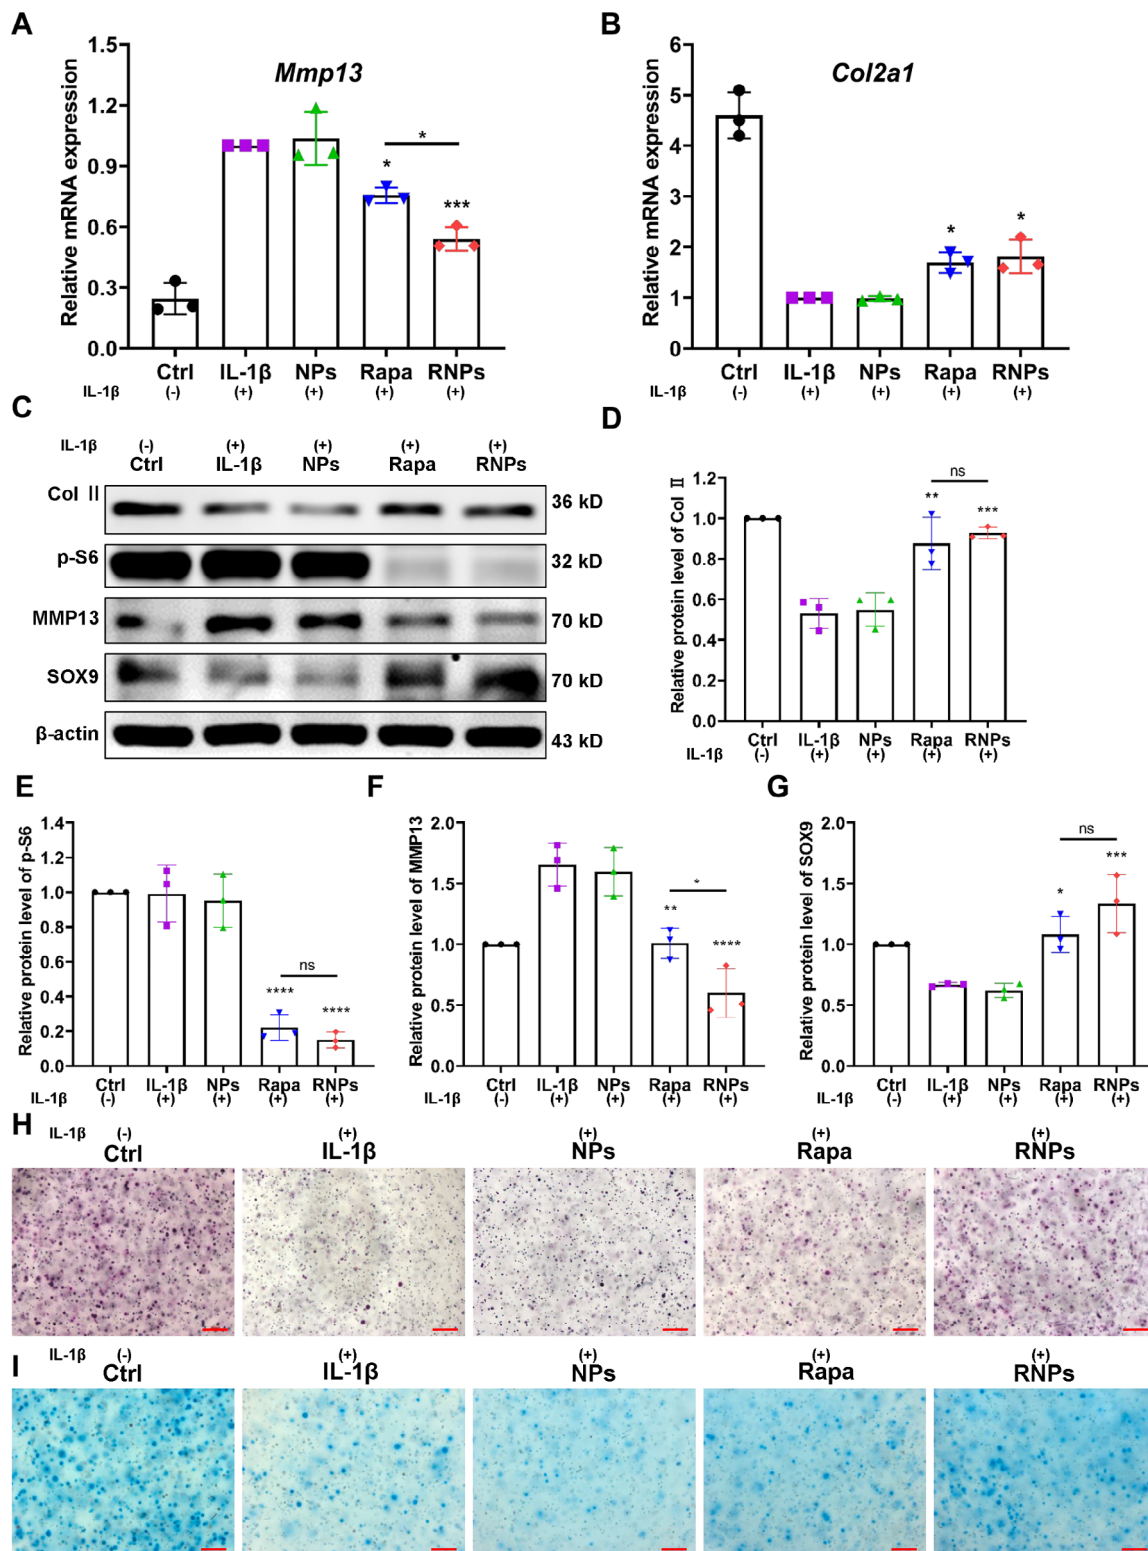 A
Mmp13
Relative mRNA expression
1.5
1.2
0.9
0.6
0.3
0.0
*
*
***
Ctrl IL-1β NPs Rapa RNPs
IL-1β (-) (+) (+) (+) (+)
B
Col2a1
Relative mRNA expression
6
5
4
3
2
1
0
*
*
Ctrl IL-1β NPs Rapa RNPs
IL-1β (-) (+) (+) (+) (+)
C
IL-1β (-) (+) (+) (+) (+)
Ctrl IL-1β NPs Rapa RNPs
Col Ⅱ 36 kD
p-S6 32 kD
MMP13 70 kD
SOX9 70 kD
β-actin 43 kD
D
Relative protein level of Col Ⅱ
1.2
1.0
0.8
0.6
0.4
0.2
0.0
ns
**
***
Ctrl IL-1β NPs Rapa RNPs
IL-1β (-) (+) (+) (+) (+)
E
Relative protein level of p-S6
1.4
1.2
1.0
0.8
0.6
0.4
0.2
0.0
ns
****
****
Ctrl IL-1β NPs Rapa RNPs
IL-1β (-) (+) (+) (+) (+)
F
Relative protein level of MMP13
2.0
1.5
1.0
0.5
0.0
*
**
****
Ctrl IL-1β NPs Rapa RNPs
IL-1β (-) (+) (+) (+) (+)
G
Relative protein level of SOX9
2.0
1.5
1.0
0.5
0.0
ns
*
***
Ctrl IL-1β NPs Rapa RNPs
IL-1β (-) (+) (+) (+) (+)
H
IL-1β (-) (+) (+) (+) (+)
Ctrl IL-1β NPs Rapa RNPs
I
IL-1β (-) (+) (+) (+) (+)
Ctrl IL-1β NPs Rapa RNPs